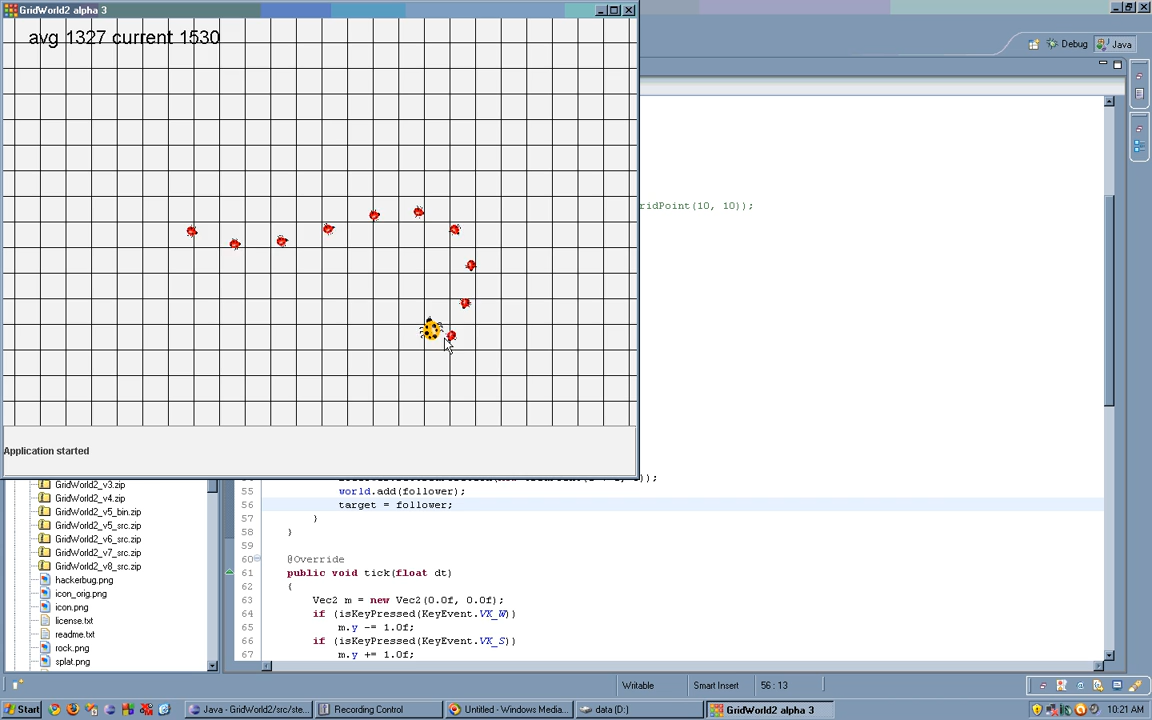 GridWorld2 alpha 3
avg 1327 current 1530
Debug
Java
ridPoint(10, 10));
Application started
GridWorld2_v3.zip
GridWorld2_v4.zip
GridWorld2_v5_bin.zip
GridWorld2_v5_src.zip
GridWorld2_v6_src.zip
GridWorld2_v7_src.zip
GridWorld2_v8_src.zip
hackerbug.png
icon_orig.png
icon.png
license.txt
readme.txt
rock.png
splat.png
55 world.add(follower);
56 target = follower;
57 }
58 }
59
60 @Override
61 public void tick(float dt)
62 {
63 Vec2 m = new Vec2(0.0f, 0.0f);
64 if (isKeyPressed(KeyEvent.VK_W))
65 m.y -= 1.0f;
66 if (isKeyPressed(KeyEvent.VK_S))
67 m.y += 1.0f;
Writable
Smart Insert
56 : 13
Start
Java - GridWorld2/src/ste...
Recording Control
Untitled - Windows Media...
data (D:)
GridWorld2 alpha 3
10:21 AM